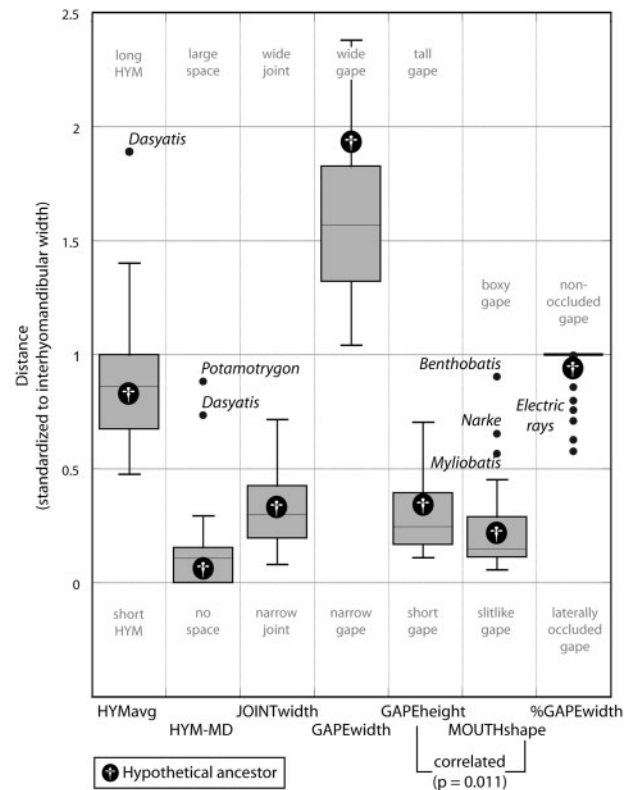 2.5
long
HYM
large
space
wide
joint
wide
gape
tall
gape
2
Dasyatis
1.5
Distance
(standardized to interhyomandibular width)
boxy
gape
non-
occluded
gape
1
Benthobatis
Potamotrygon
Dasyatis
Electric
rays
Narke
0.5
Myliobatis
0
short
HYM
no
space
narrow
joint
narrow
gape
short
gape
slitlike
gape
laterally
occluded
gape
HYMavg
HYM-MD
JOINTwidth
GAPEwidth
GAPEheight
MOUTHshape
%GAPEwidth
correlated
(p = 0.011)
Hypothetical ancestor